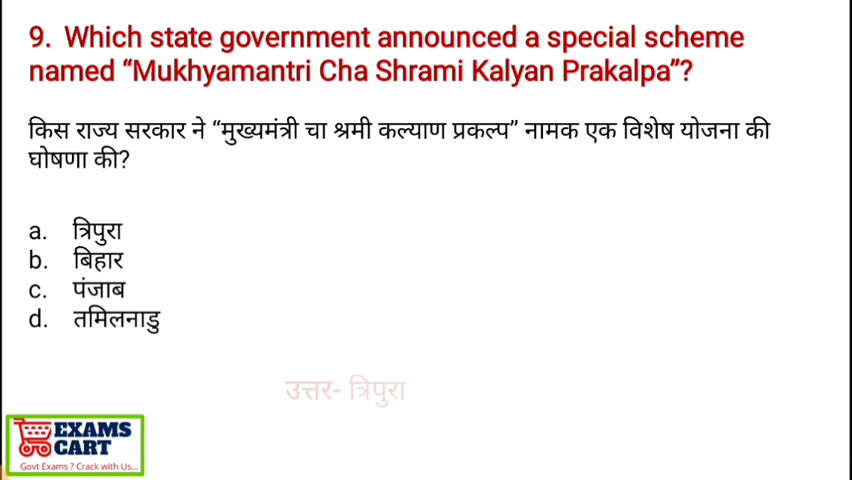 9. Which state government announced a special scheme
named “Mukhyamantri Cha Shrami Kalyan Prakalpa”?
किस राज्य सरकार ने “मुख्यमंत्री चा श्रमी कल्याण प्रकल्प” नामक एक विशेष योजना की
घोषणा की?
a. त्रिपुरा
b. बिहार
c. पंजाब
d. तमिलनाडु
उत्तर- त्रिपुरा
EXAMS
CART
Govt Exams ? Crack with Us...